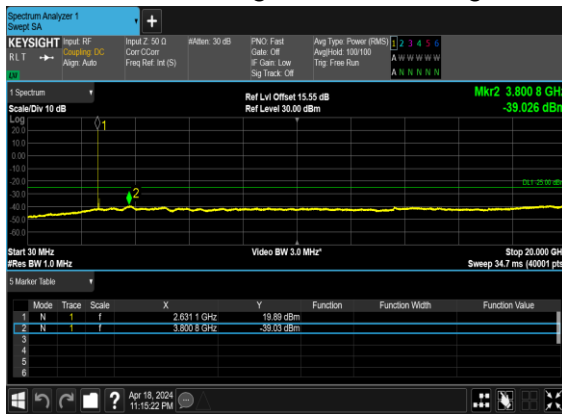 Spectrum Analyzer 1
Swept SA
+
KEYSIGHT Input: RF Input Z: 50 Ω #Atten: 30 dB PNO: Fast Avg Type: Power (RMS) 1 2 3 4 5 6
RLT Coupling: DC Corr CCorr Gate: Off Avg|Hold: 100/100 A W W W W W
Align: Auto Freq Ref: Int (S) IF Gain: Low Trig: Free Run
Sig Track: Off A N N N N N
1 Spectrum Ref Lvl Offset 15.55 dB Mkr2 3.800 8 GHz
Scale/Div 10 dB Ref Level 30.00 dBm -39.026 dBm
Log
20.0
10.0
0.00
-10.0
-20.0
-30.0
-40.0
-50.0
-60.0
1
2
DL1 -25.00 dBm
Start 30 MHz Video BW 3.0 MHz* Stop 20.000 GHz
#Res BW 1.0 MHz Sweep 34.7 ms (40001 pts)
5 Marker Table
Mode Trace Scale X Y Function Function Width Function Value
1 N 1 f 2.631 1 GHz 19.89 dBm
2 N 1 f 3.800 8 GHz -39.03 dBm
3
4
5
6
? Apr 18, 2024
11:15:22 PM